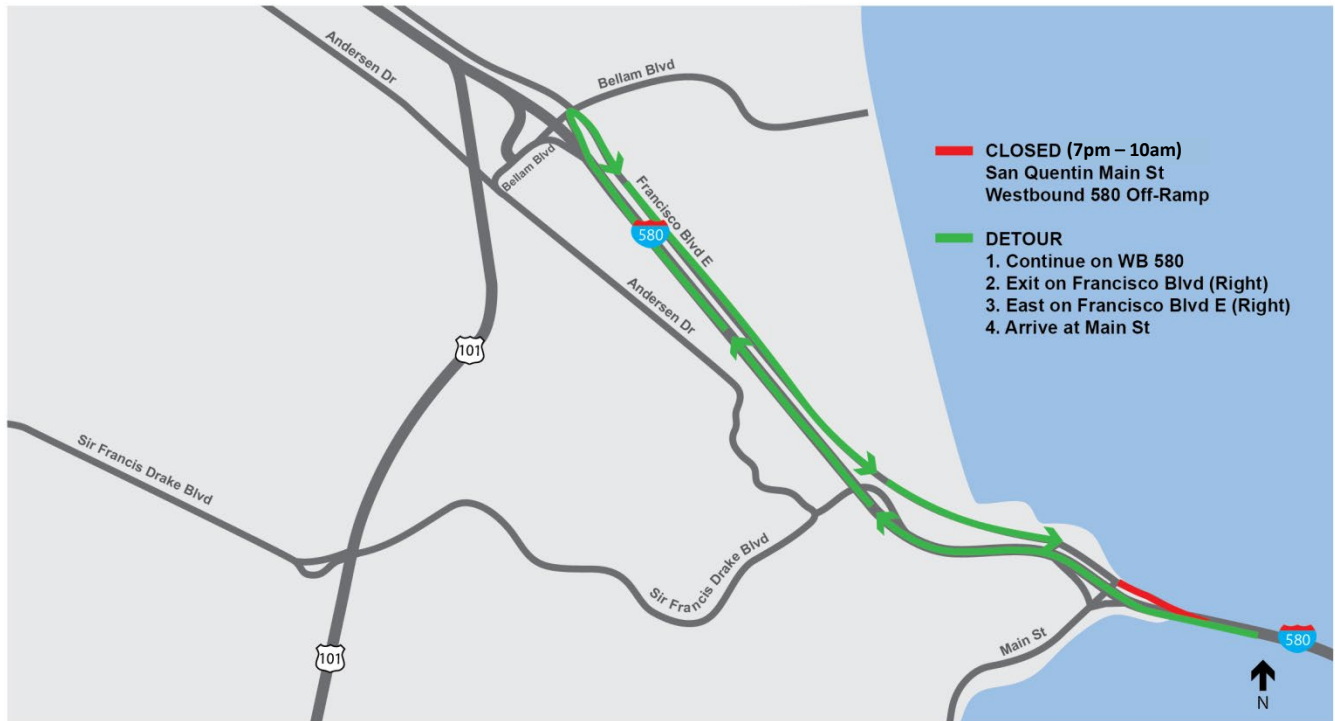 Andersen Dr
Bellam Blvd
Bellam Blvd
Francisco Blvd E
580
Andersen Dr
101
Sir Francis Drake Blvd
Sir Francis Drake Blvd
Main St
101
580
N
CLOSED (7pm – 10am)
San Quentin Main St
Westbound 580 Off-Ramp
DETOUR
1. Continue on WB 580
2. Exit on Francisco Blvd (Right)
3. East on Francisco Blvd E (Right)
4. Arrive at Main St